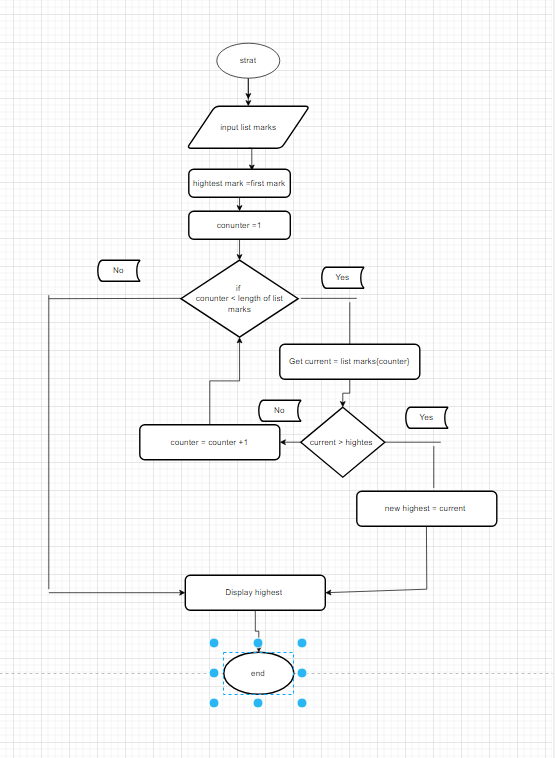 strat
input list marks
hightest mark =first mark
conunter =1
No
if
conunter < length of list
marks
Yes
Get current = list marks{counter}
No
Yes
counter = counter +1
current > hightes
new highest = current
Display highest
end